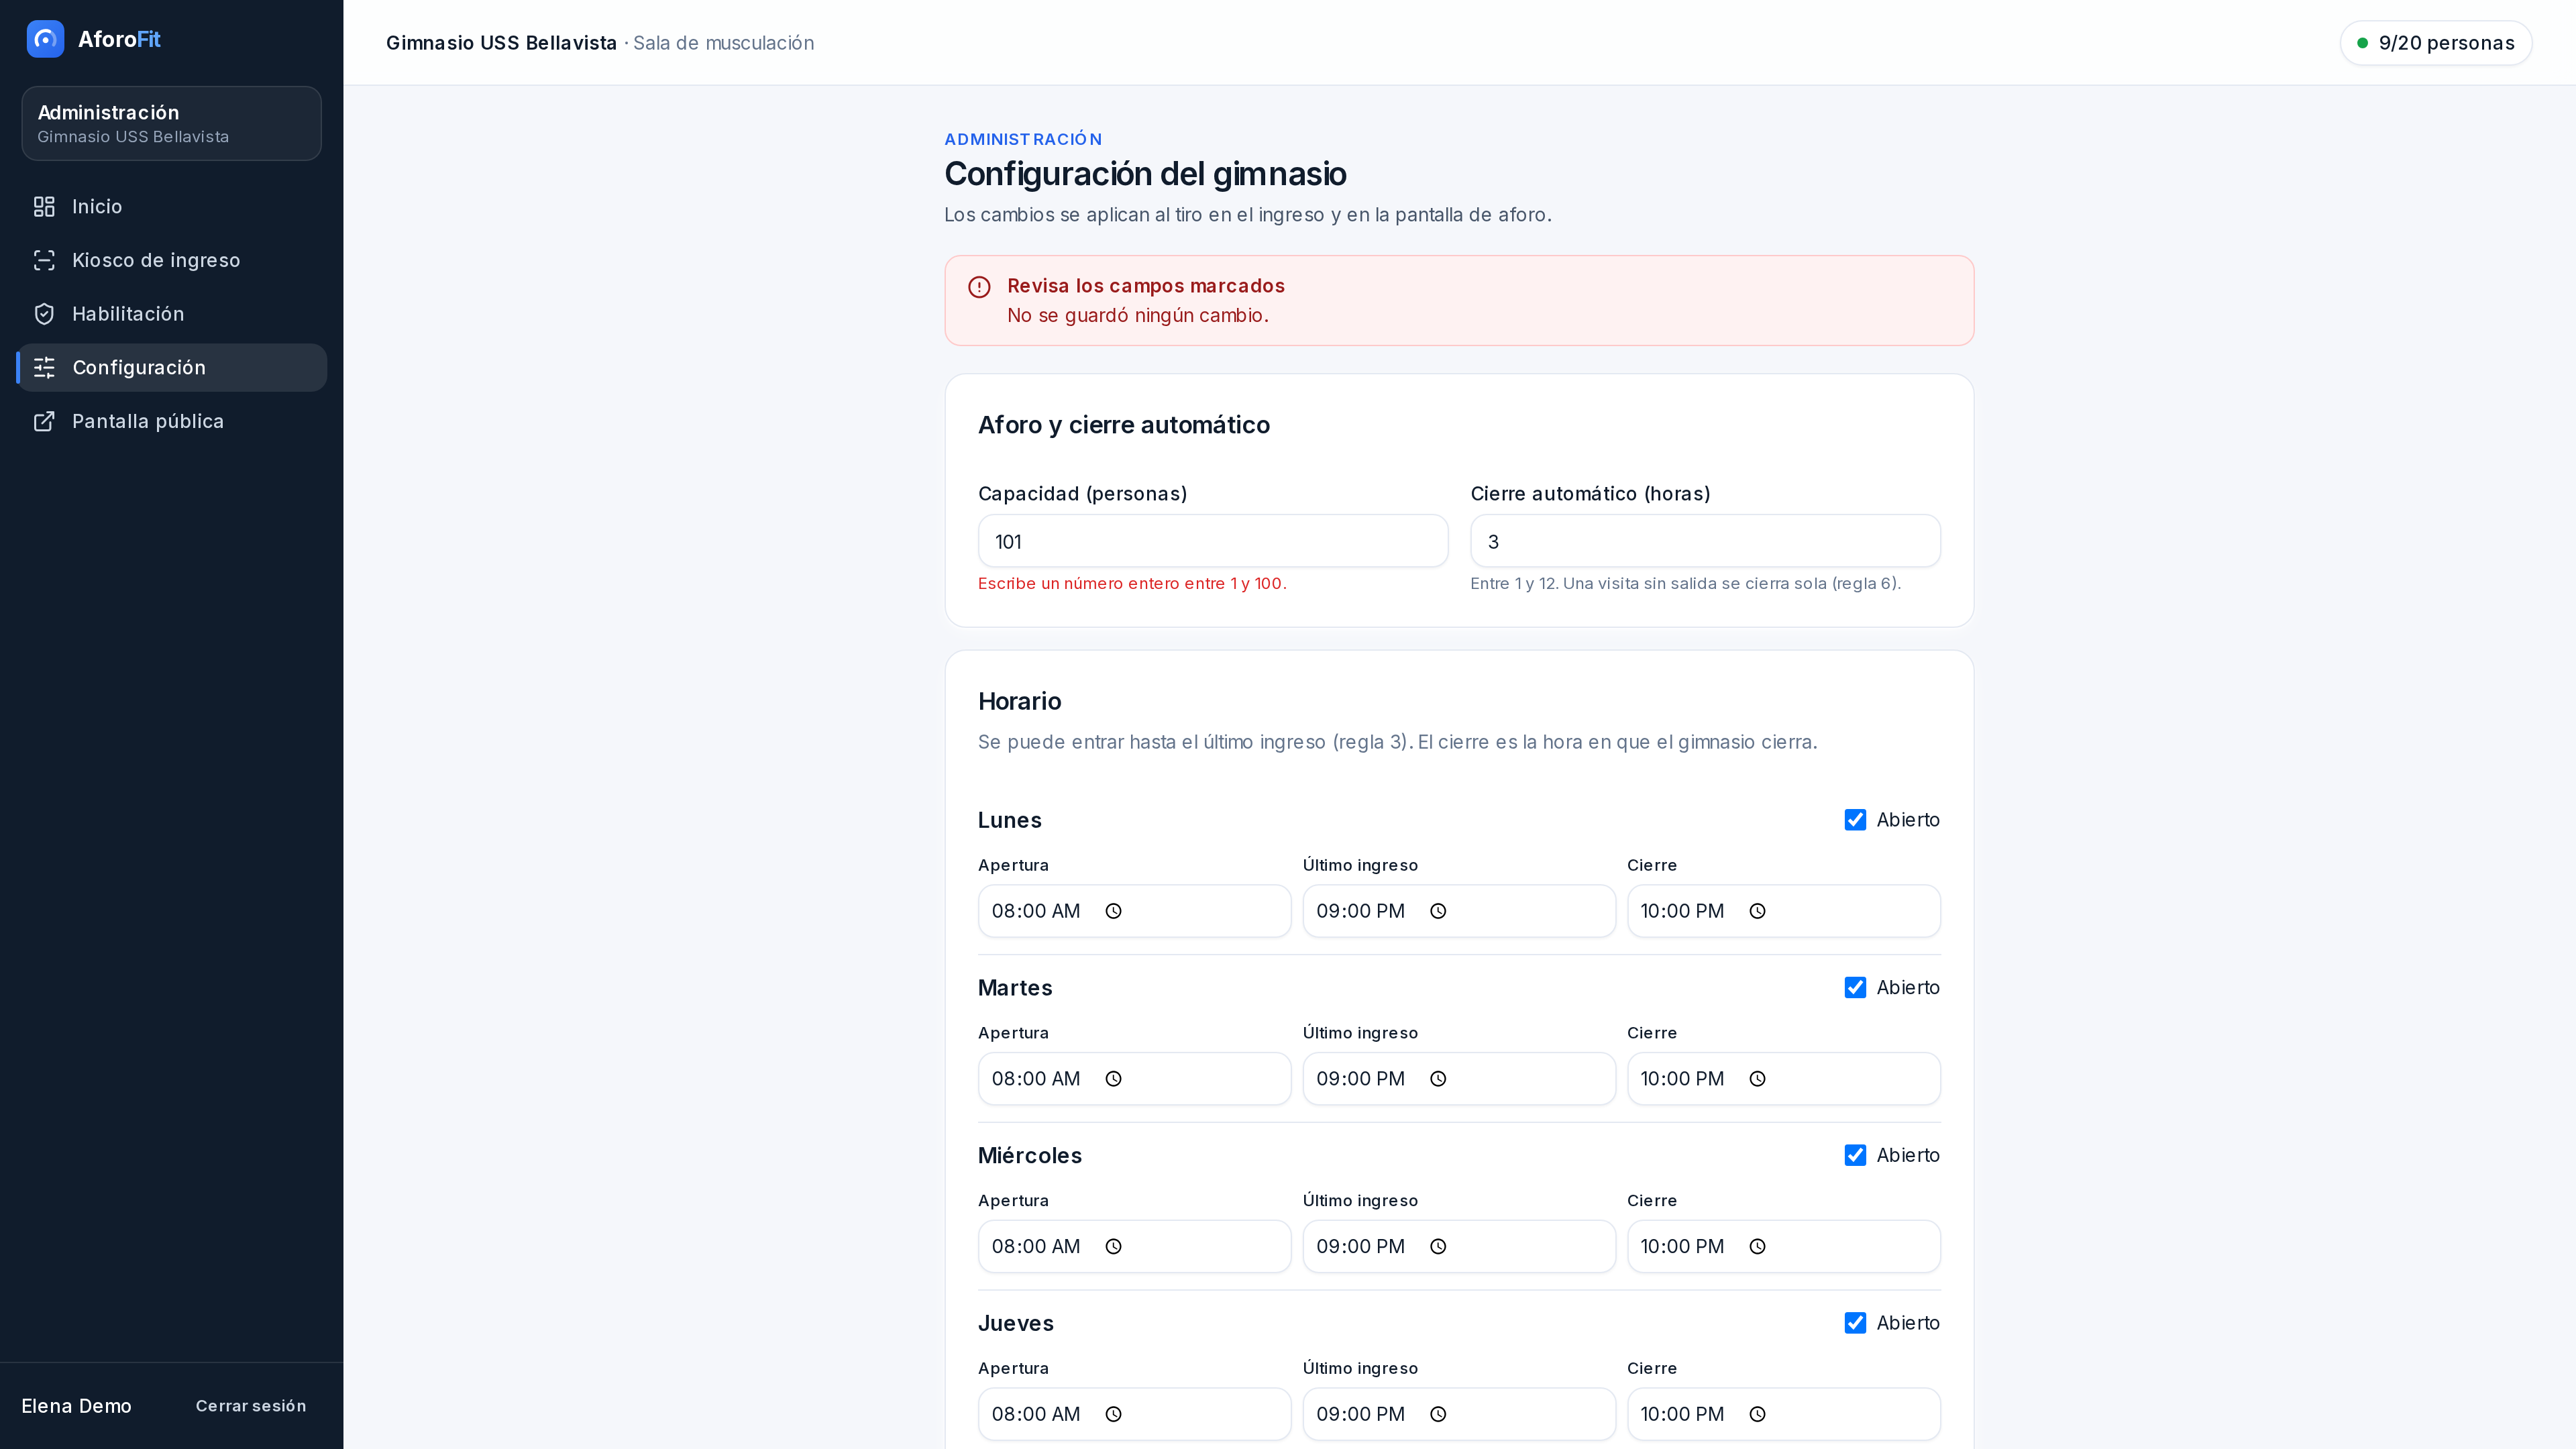 AforoFit
Administración
Gimnasio USS Bellavista
Inicio
Kiosco de ingreso
Habilitación
Configuración
Pantalla pública
Elena Demo
Cerrar sesión
Gimnasio USS Bellavista · Sala de musculación
9/20 personas
ADMINISTRACIÓN
Configuración del gimnasio
Los cambios se aplican al tiro en el ingreso y en la pantalla de aforo.
Revisa los campos marcados
No se guardó ningún cambio.
Aforo y cierre automático
Capacidad (personas)
Cierre automático (horas)
101
3
Escribe un número entero entre 1 y 100.
Entre 1 y 12. Una visita sin salida se cierra sola (regla 6).
Horario
Se puede entrar hasta el último ingreso (regla 3). El cierre es la hora en que el gimnasio cierra.
Lunes
Abierto
Apertura
Último ingreso
Cierre
08:00 AM
09:00 PM
10:00 PM
Martes
Abierto
Apertura
Último ingreso
Cierre
08:00 AM
09:00 PM
10:00 PM
Miércoles
Abierto
Apertura
Último ingreso
Cierre
08:00 AM
09:00 PM
10:00 PM
Jueves
Abierto
Apertura
Último ingreso
Cierre
08:00 AM
09:00 PM
10:00 PM